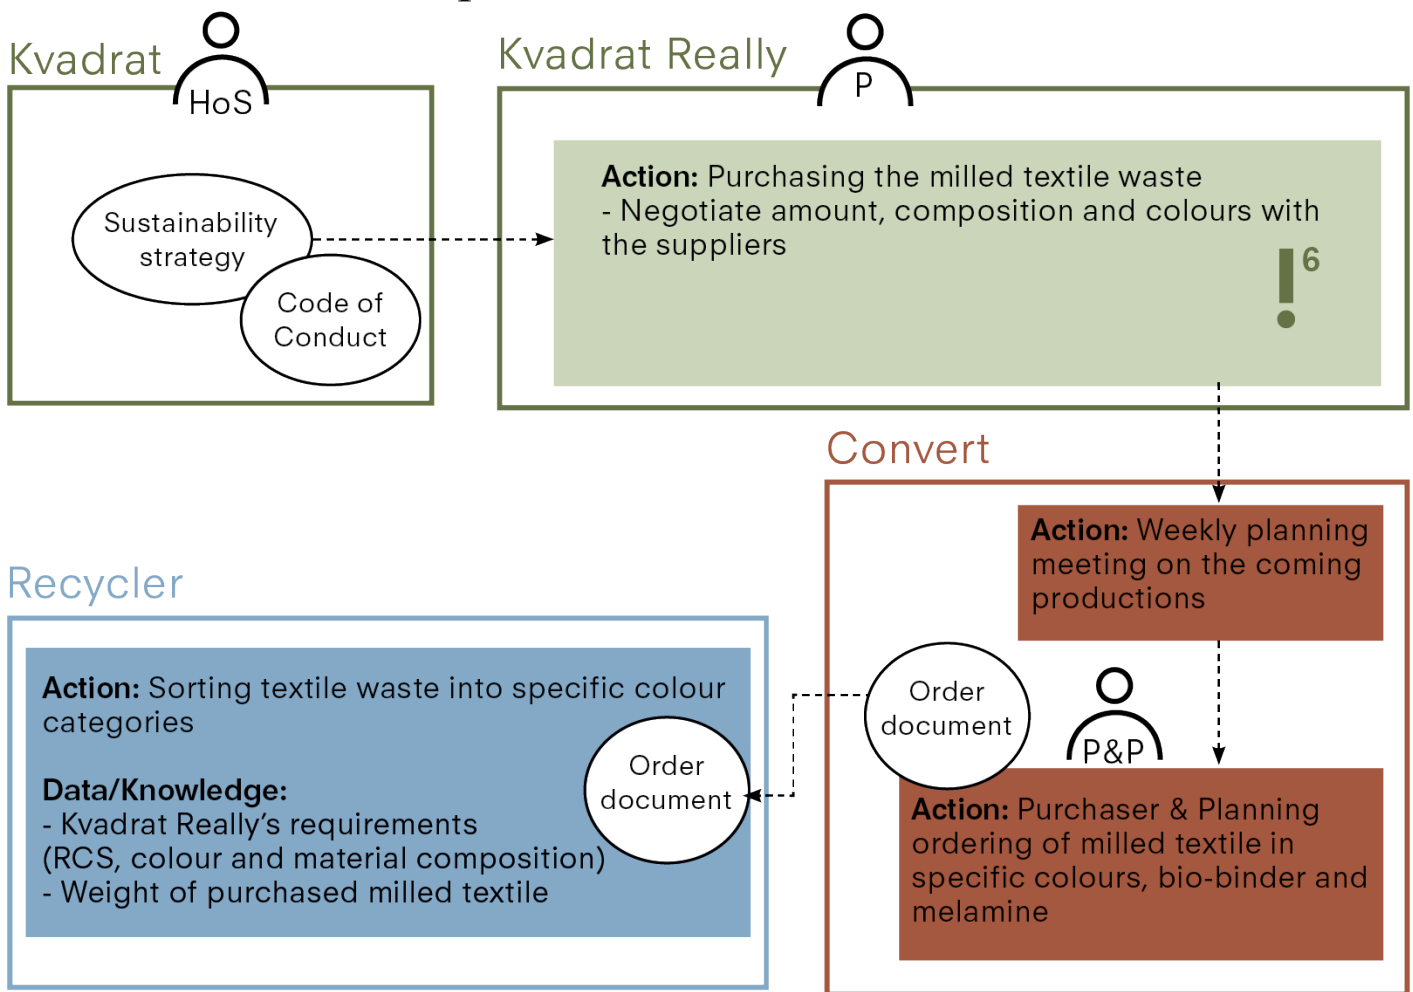 Kvadrat
HoS
Sustainability
strategy
Code of
Conduct
Kvadrat Really
P
Action: Purchasing the milled textile waste
- Negotiate amount, composition and colours with
the suppliers
!6
Convert
Action: Weekly planning
meeting on the coming
productions
Order
document
P&P
Action: Purchaser & Planning
ordering of milled textile in
specific colours, bio-binder and
melamine
Recycler
Action: Sorting textile waste into specific colour
categories
Data/Knowledge:
- Kvadrat Really’s requirements
(RCS, colour and material composition)
- Weight of purchased milled textile
Order
document